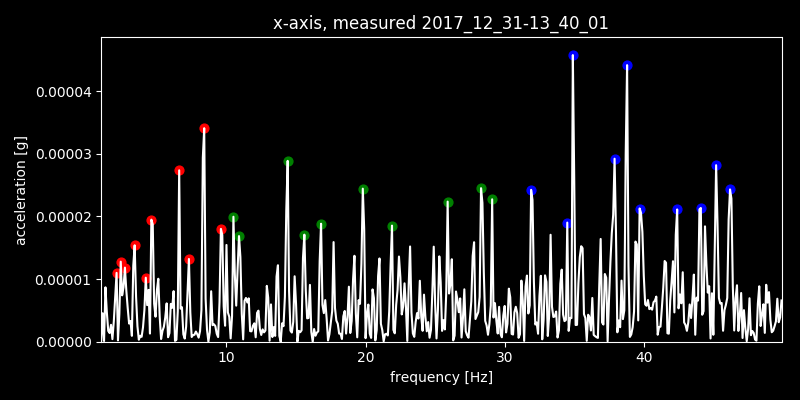 x-axis, measured 2017_12_31-13_40_01
0.00004
0.00003
0.00002
0.00001
0.00000
acceleration [g]
10 20 30 40
frequency [Hz]